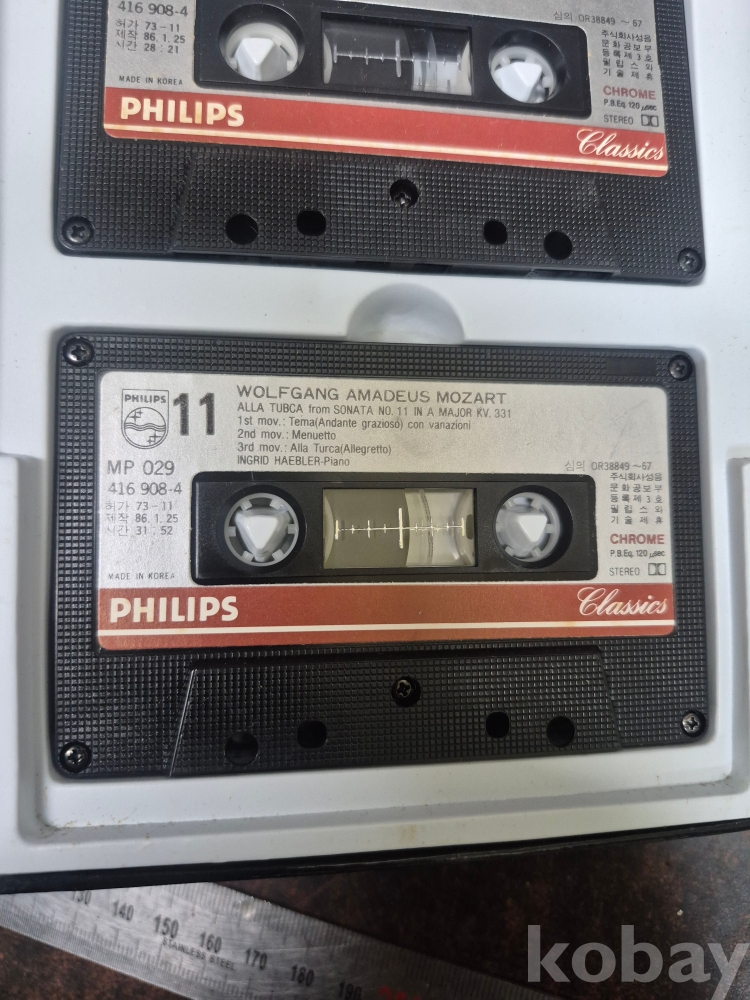 416 908-4
허가 73-11
제작 86.1.25
시간 28:21
심의 DR38849~57
주식회사성음
문화공보부
등록제3호
필립스와
기술제휴
MADE IN KOREA
CHROME
P.B.Eq. 120 μsec
STEREO
PHILIPS
Classics
PHILIPS
11
WOLFGANG AMADEUS MOZART
ALLA TUBCA from SONATA NO. 11 IN A MAJOR KV. 331
1st mov.: Tema(Andante grazioso) con vanazioni
2nd mov.: Menuetto
3rd mov.: Alla Turca(Allegretto)
INGRID HAEBLER-Piano
MP 029
416 908-4
허가 73-11
제작 86.1.25
시간 31:52
심의 DR38849~57
주식회사성음
문화공보부
등록제3호
필립스와
기술제휴
MADE IN KOREA
CHROME
P.B.Eq. 120 μsec
STEREO
PHILIPS
Classics
130 140 150 160 170 180 190
STAINLESS STEEL
kobay